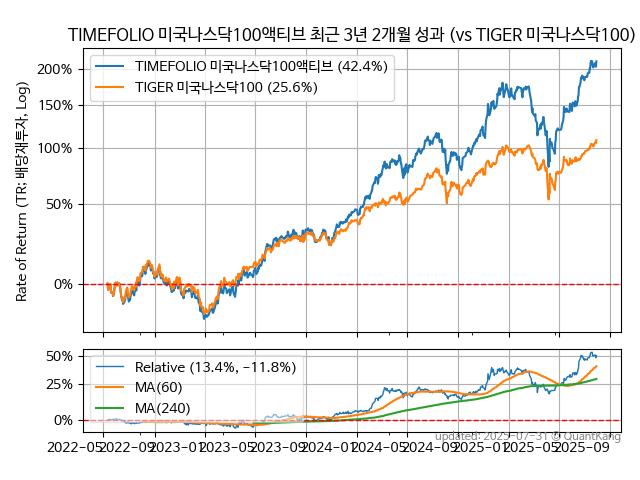 TIMEFOLIO 미국나스닥100액티브 최근 3년 2개월 성과 (vs TIGER 미국나스닥100)
Rate of Return (TR: 배당재투자, Log)
200%
150%
100%
50%
0%
TIMEFOLIO 미국나스닥100액티브 (42.4%)
TIGER 미국나스닥100 (25.6%)
50%
25%
0%
Relative (13.4%, −11.8%)
MA(60)
MA(240)
updated: 2025-07-31 © QuantKang
2022-05 2022-09 2023-01 2023-05 2023-09 2024-01 2024-05 2024-09 2025-01 2025-05 2025-09